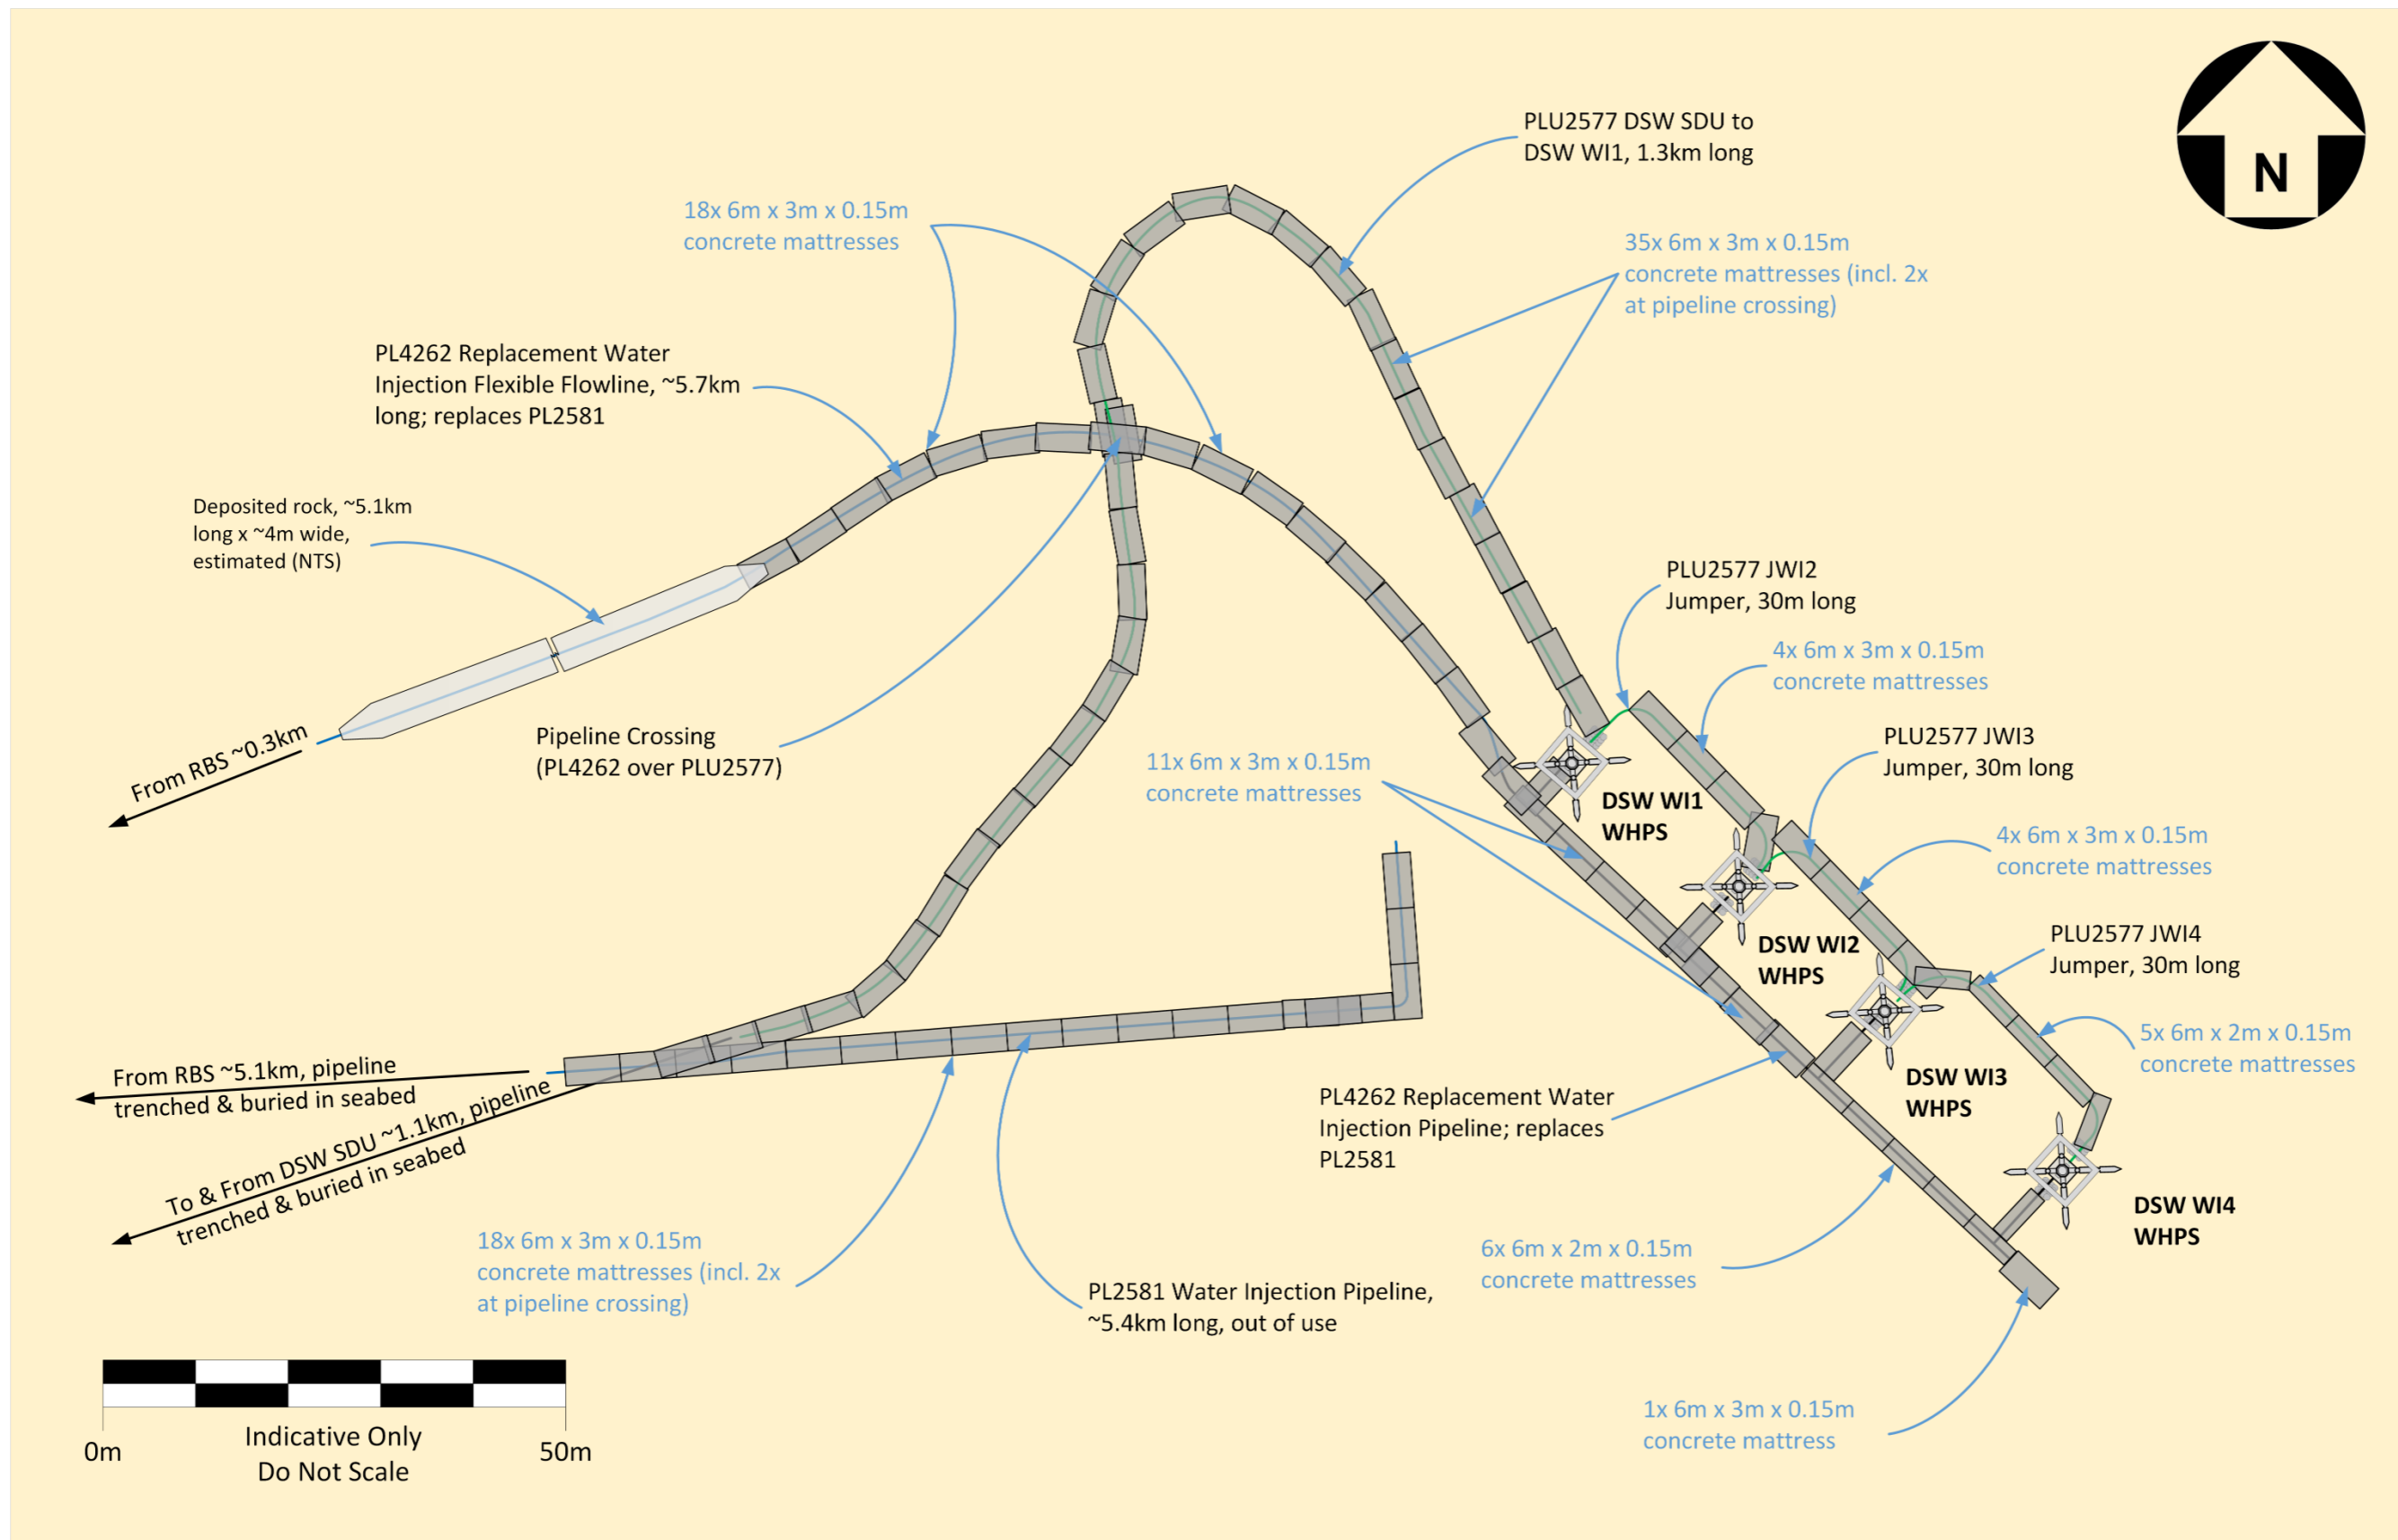 N
PLU2577 DSW SDU to
DSW WI1, 1.3km long
18x 6m x 3m x 0.15m
concrete mattresses
35x 6m x 3m x 0.15m
concrete mattresses (incl. 2x
at pipeline crossing)
PL4262 Replacement Water
Injection Flexible Flowline, ~5.7km
long; replaces PL2581
Deposited rock, ~5.1km
long x ~4m wide,
estimated (NTS)
PLU2577 JWI2
Jumper, 30m long
4x 6m x 3m x 0.15m
concrete mattresses
From RBS ~0.3km
Pipeline Crossing
(PL4262 over PLU2577)
PLU2577 JWI3
Jumper, 30m long
11x 6m x 3m x 0.15m
concrete mattresses
DSW WI1
WHPS
4x 6m x 3m x 0.15m
concrete mattresses
DSW WI2
WHPS
PLU2577 JWI4
Jumper, 30m long
5x 6m x 2m x 0.15m
concrete mattresses
From RBS ~5.1km, pipeline
trenched & buried in seabed
To & From DSW SDU ~1.1km, pipeline
trenched & buried in seabed
PL4262 Replacement Water
Injection Pipeline; replaces
PL2581
DSW WI3
WHPS
DSW WI4
WHPS
18x 6m x 3m x 0.15m
concrete mattresses (incl. 2x
at pipeline crossing)
PL2581 Water Injection Pipeline,
~5.4km long, out of use
6x 6m x 2m x 0.15m
concrete mattresses
1x 6m x 3m x 0.15m
concrete mattress
0m
Indicative Only
Do Not Scale
50m